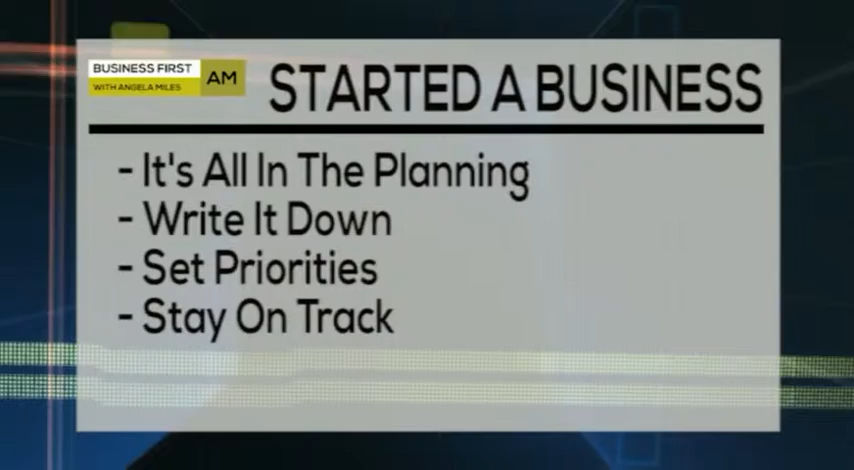 BUSINESS FIRST
WITH ANGELA MILES
AM
STARTED A BUSINESS
- It's All In The Planning
- Write It Down
- Set Priorities
- Stay On Track